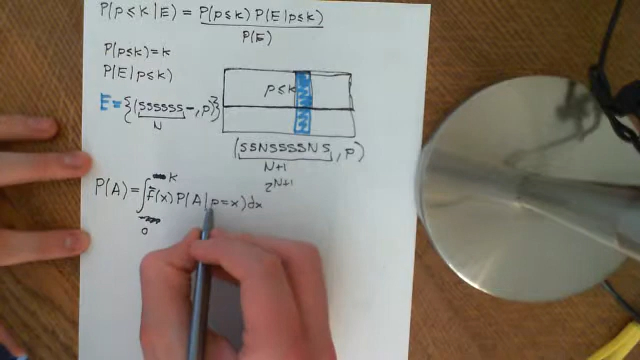 P(p≤k|E) = P(p≤k) P(E|p≤k)
P(E)
P(p≤k)=k
P(E|p≤k)
p≤k
E={(SSSSSS-,p)}
N
(SSNSSSSNS,p)
N+1
2^{N+1}
k
P(A) = ∫ f(x) P(A|p=x)dx
0